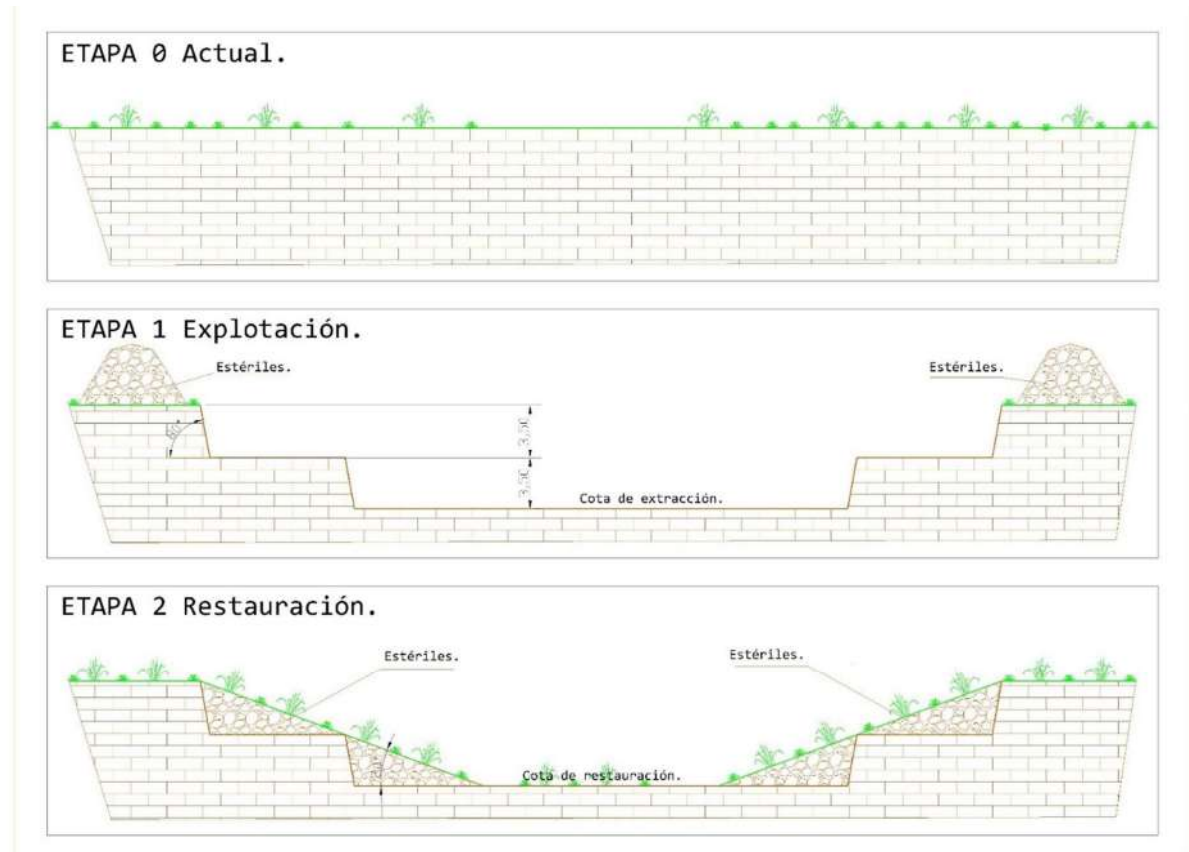 ETAPA 0 Actual.
ETAPA 1 Explotación.
Estériles.
Estériles.
80°
3,50
3,50
Cota de extracción.
ETAPA 2 Restauración.
Estériles.
Estériles.
Cota de restauración.